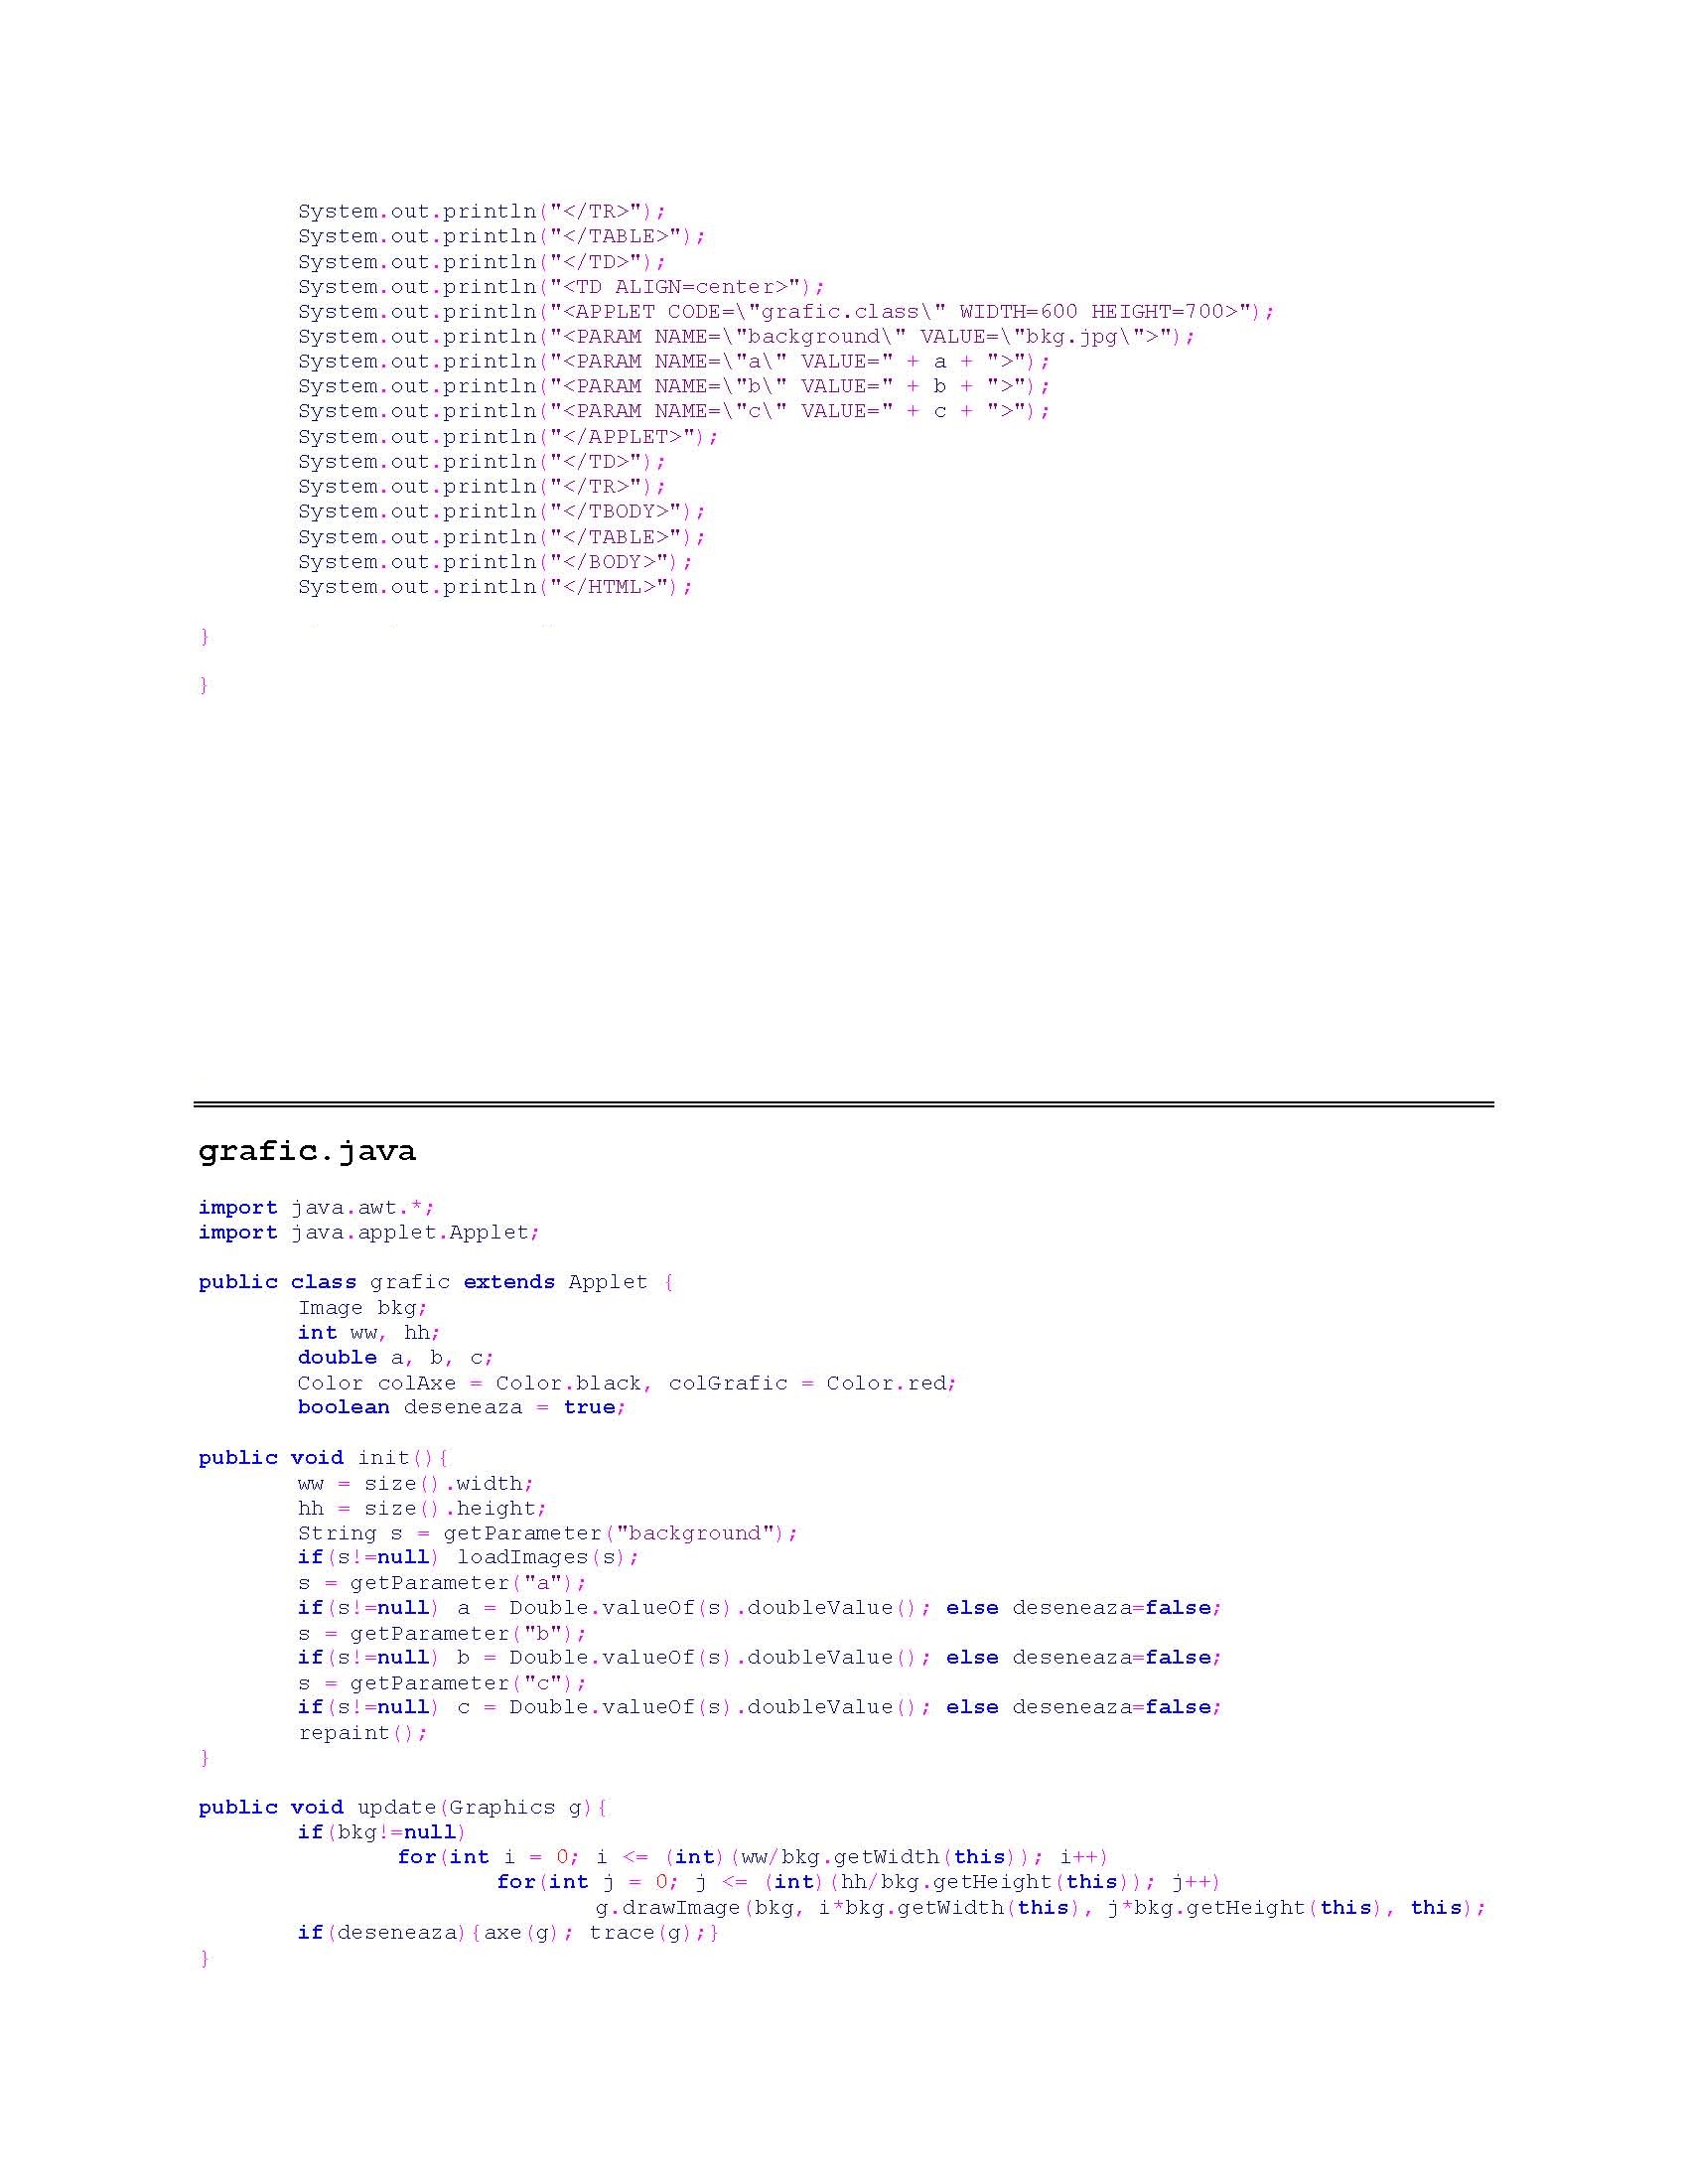 System.out.println("</TR>");
System.out.println("</TABLE>");
System.out.println("</TD>");
System.out.println("<TD ALIGN=center>");
System.out.println("<APPLET CODE=\"grafic.class\" WIDTH=600 HEIGHT=700>");
System.out.println("<PARAM NAME=\"background\" VALUE=\"bkg.jpg\">");
System.out.println("<PARAM NAME=\"a\" VALUE=" + a + ">");
System.out.println("<PARAM NAME=\"b\" VALUE=" + b + ">");
System.out.println("<PARAM NAME=\"c\" VALUE=" + c + ">");
System.out.println("</APPLET>");
System.out.println("</TD>");
System.out.println("</TR>");
System.out.println("</TBODY>");
System.out.println("</TABLE>");
System.out.println("</BODY>");
System.out.println("</HTML>");
}
}
grafic.java
import java.awt.*;
import java.applet.Applet;
public class grafic extends Applet {
Image bkg;
int ww, hh;
double a, b, c;
Color colAxe = Color.black, colGrafic = Color.red;
boolean deseneaza = true;
public void init(){
ww = size().width;
hh = size().height;
String s = getParameter("background");
if(s!=null) loadImages(s);
s = getParameter("a");
if(s!=null) a = Double.valueOf(s).doubleValue(); else deseneaza=false;
s = getParameter("b");
if(s!=null) b = Double.valueOf(s).doubleValue(); else deseneaza=false;
s = getParameter("c");
if(s!=null) c = Double.valueOf(s).doubleValue(); else deseneaza=false;
repaint();
}
public void update(Graphics g){
if(bkg!=null)
for(int i = 0; i <= (int)(ww/bkg.getWidth(this)); i++)
for(int j = 0; j <= (int)(hh/bkg.getHeight(this)); j++)
g.drawImage(bkg, i*bkg.getWidth(this), j*bkg.getHeight(this), this);
if(deseneaza){axe(g); trace(g);}
}